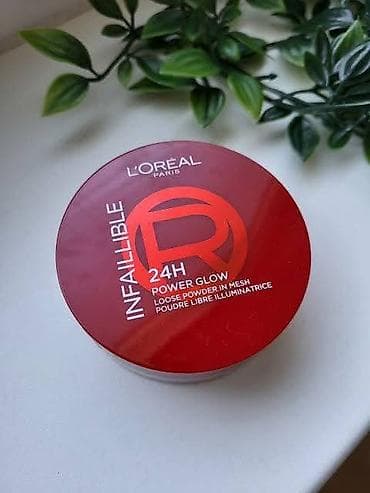 L'ORÉAL
PARIS
INFAILLIBLE
R
24H
POWER GLOW
LOOSE POWDER IN MESH
POUDRE LIBRE ILLUMINATRICE